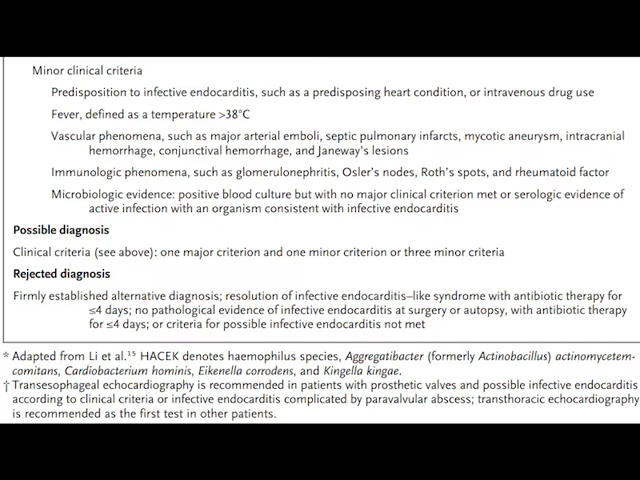 Minor clinical criteria
Predisposition to infective endocarditis, such as a predisposing heart condition, or intravenous drug use
Fever, defined as a temperature >38°C
Vascular phenomena, such as major arterial emboli, septic pulmonary infarcts, mycotic aneurysm, intracranial
hemorrhage, conjunctival hemorrhage, and Janeway's lesions
Immunologic phenomena, such as glomerulonephritis, Osler's nodes, Roth's spots, and rheumatoid factor
Microbiologic evidence: positive blood culture but with no major clinical criterion met or serologic evidence of
active infection with an organism consistent with infective endocarditis
Possible diagnosis
Clinical criteria (see above): one major criterion and one minor criterion or three minor criteria
Rejected diagnosis
Firmly established alternative diagnosis; resolution of infective endocarditis–like syndrome with antibiotic therapy for
≤4 days; no pathological evidence of infective endocarditis at surgery or autopsy, with antibiotic therapy
for ≤4 days; or criteria for possible infective endocarditis not met
* Adapted from Li et al.¹⁵ HACEK denotes haemophilus species, Aggregatibacter (formerly Actinobacillus) actinomycetem-
comitans, Cardiobacterium hominis, Eikenella corrodens, and Kingella kingae.
† Transesophageal echocardiography is recommended in patients with prosthetic valves and possible infective endocarditis
according to clinical criteria or infective endocarditis complicated by paravalvular abscess; transthoracic echocardiography
is recommended as the first test in other patients.